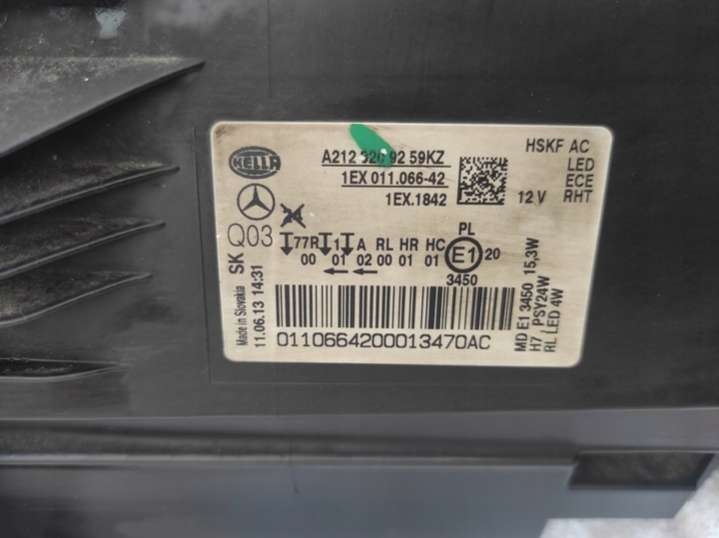 HELLA
A212 320 92 59KZ
1EX 011.066-42
1EX.1842
HSKF AC
LED
ECE
12 V RHT
Q03
77R 1 A RL HR HC
00 01 02 00 01 01
PL
E1 20
3450
0110664200013470AC
SK
Made in Slovakia
11.06.13 14:31
MD E1 3450 15,3W
H7 PSY24W
RL LED 4W